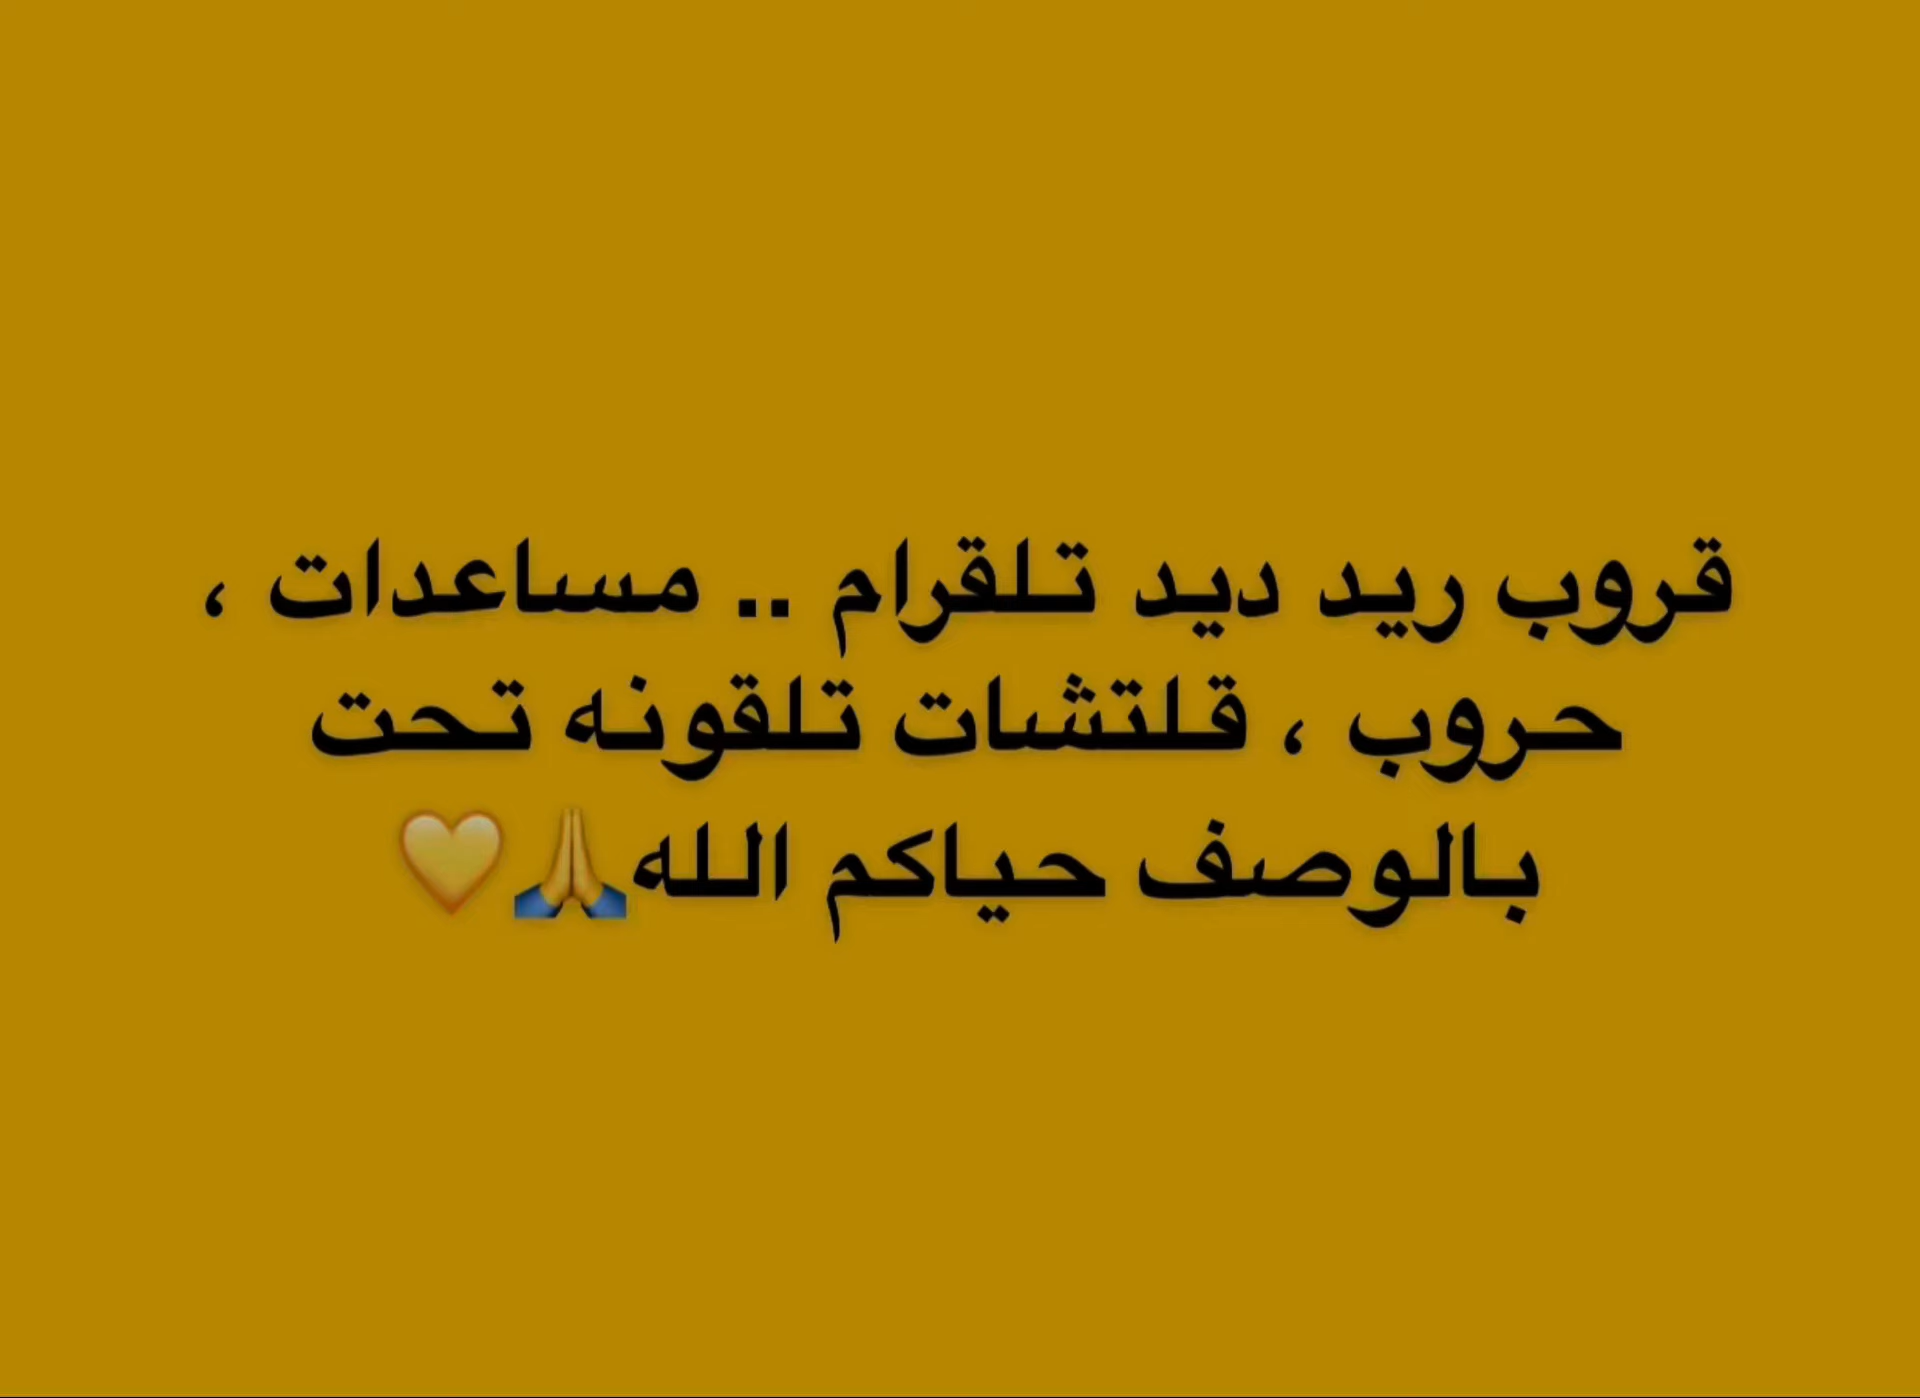 قروب ريد ديد تلقرام .. مساعدات ،
حروب ، قلتشات تلقونه تحت
بالوصف حياكم الله🙏💛